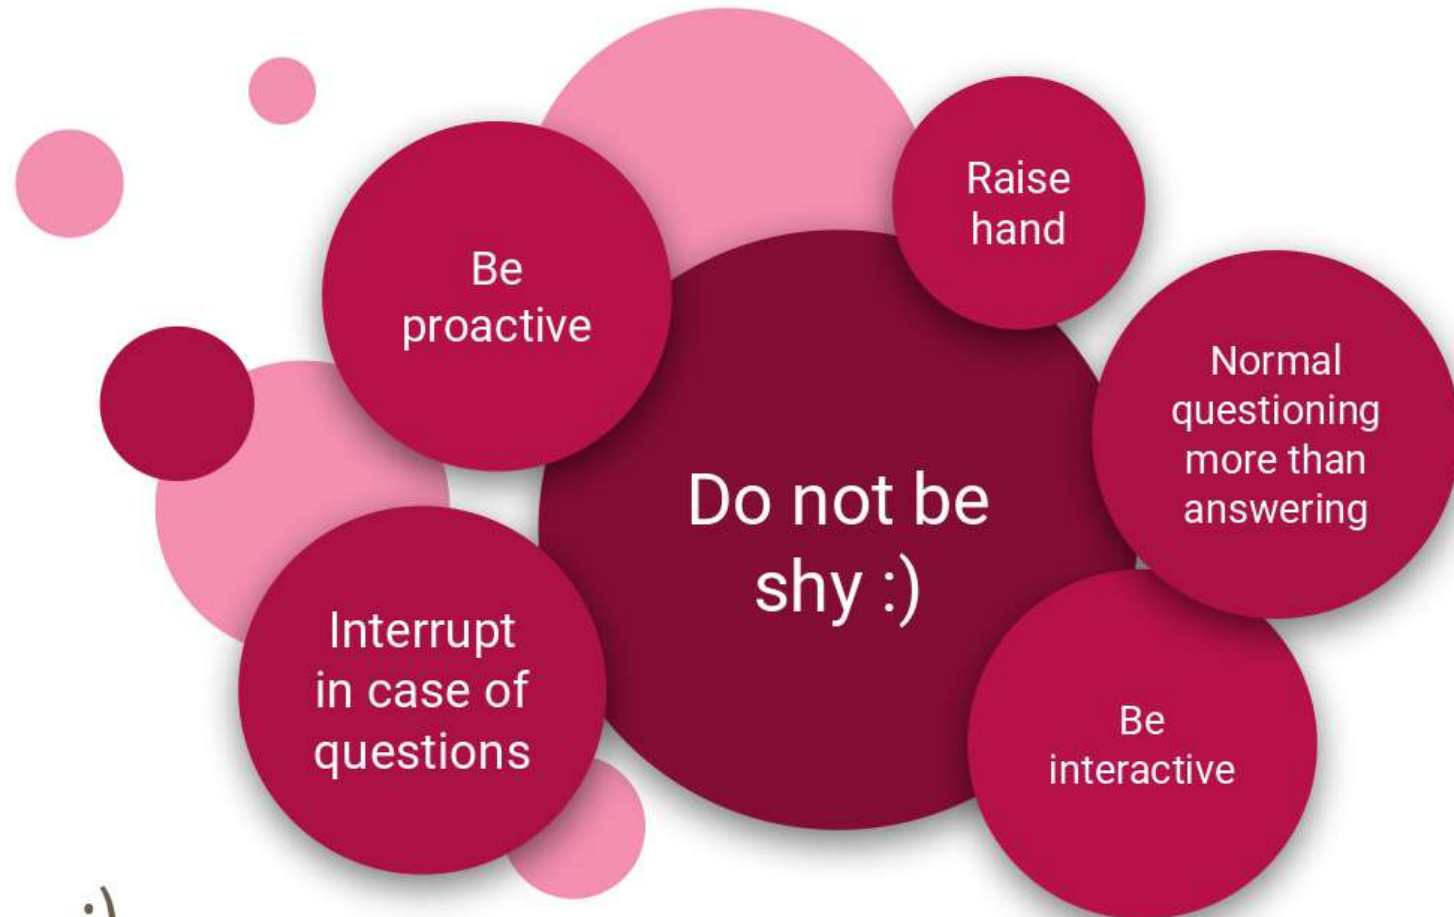 Raise
hand
Be
proactive
Normal
questioning
more than
answering
Do not be
shy :)
Interrupt
in case of
questions
Be
interactive
:)